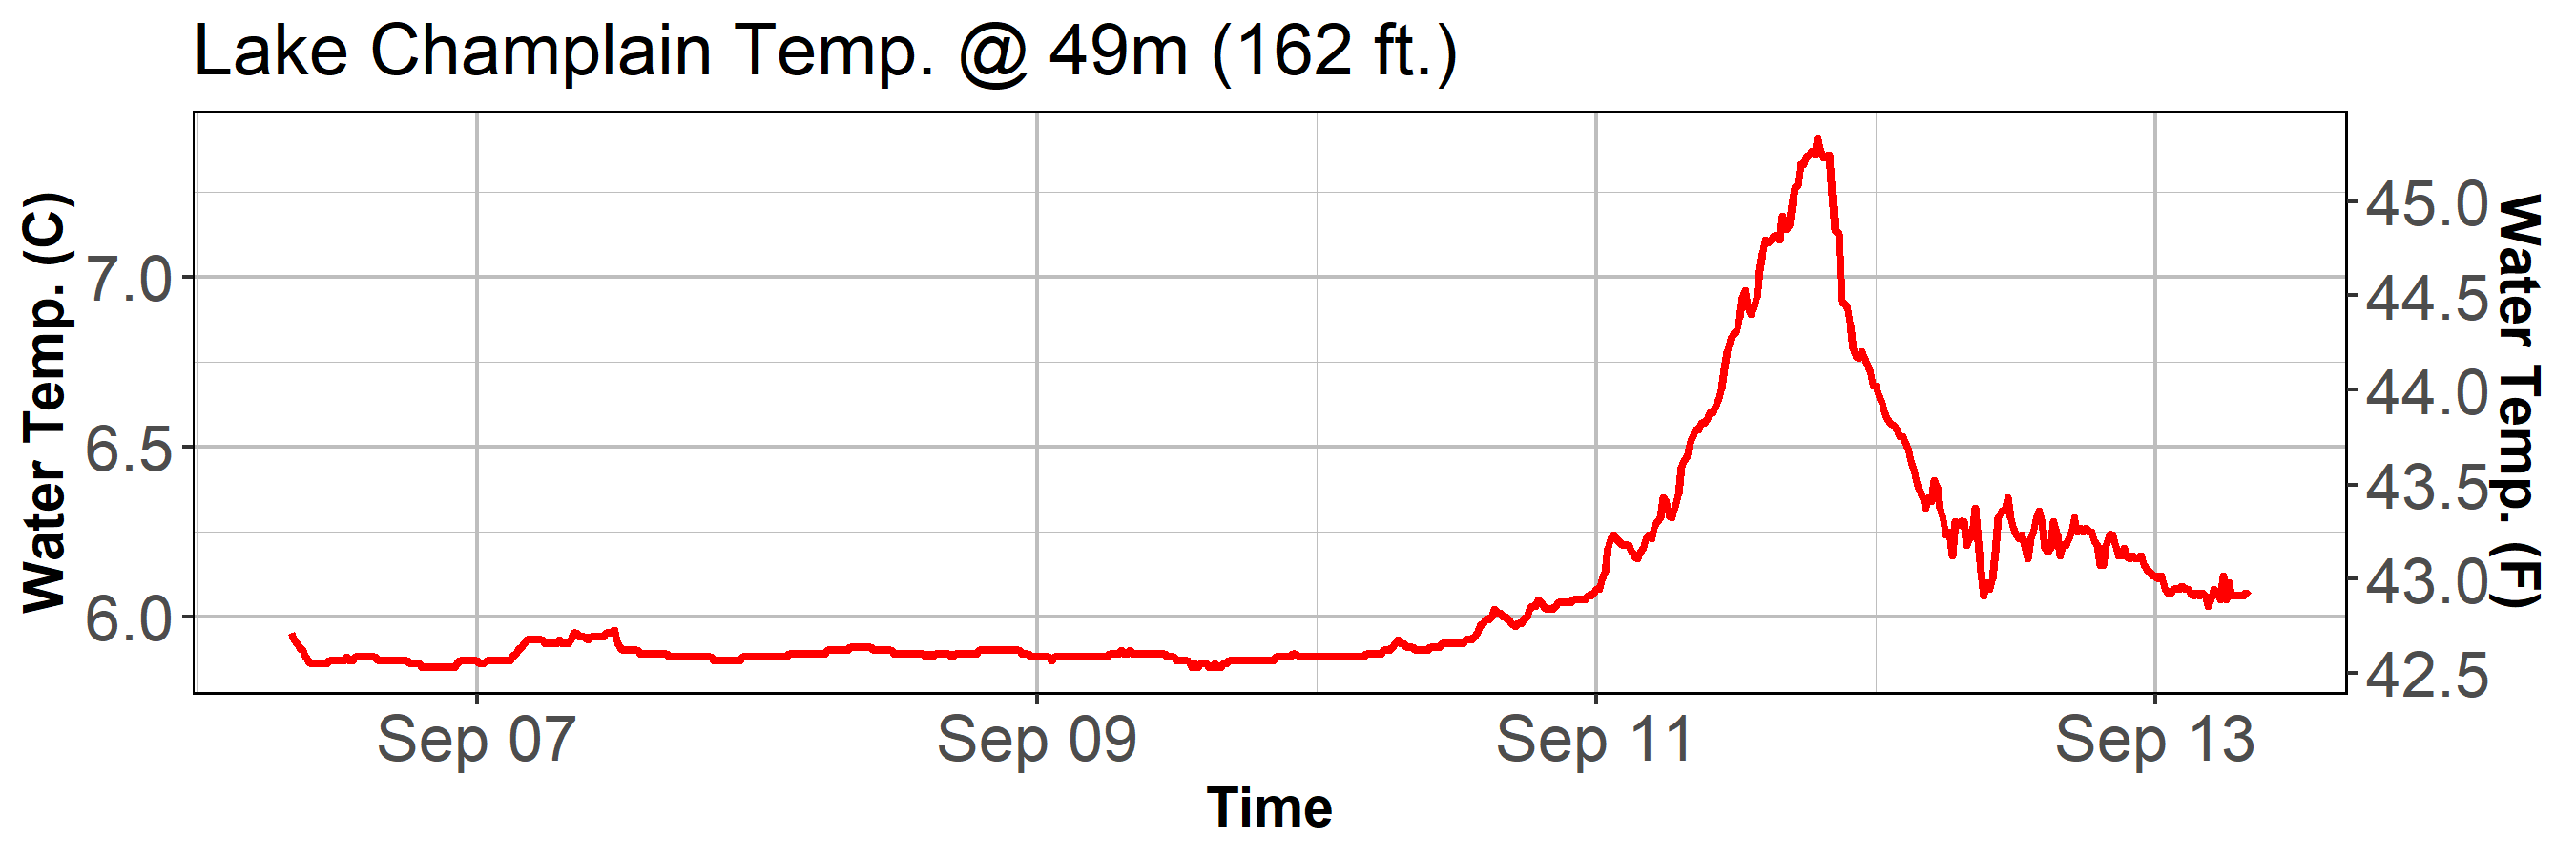 Lake Champlain Temp. @ 49m (162 ft.)
Water Temp. (C)
7.0
6.5
6.0
45.0
44.5
44.0
43.5
43.0
42.5
Water Temp. (F)
Sep 07 Sep 09 Sep 11 Sep 13
Time